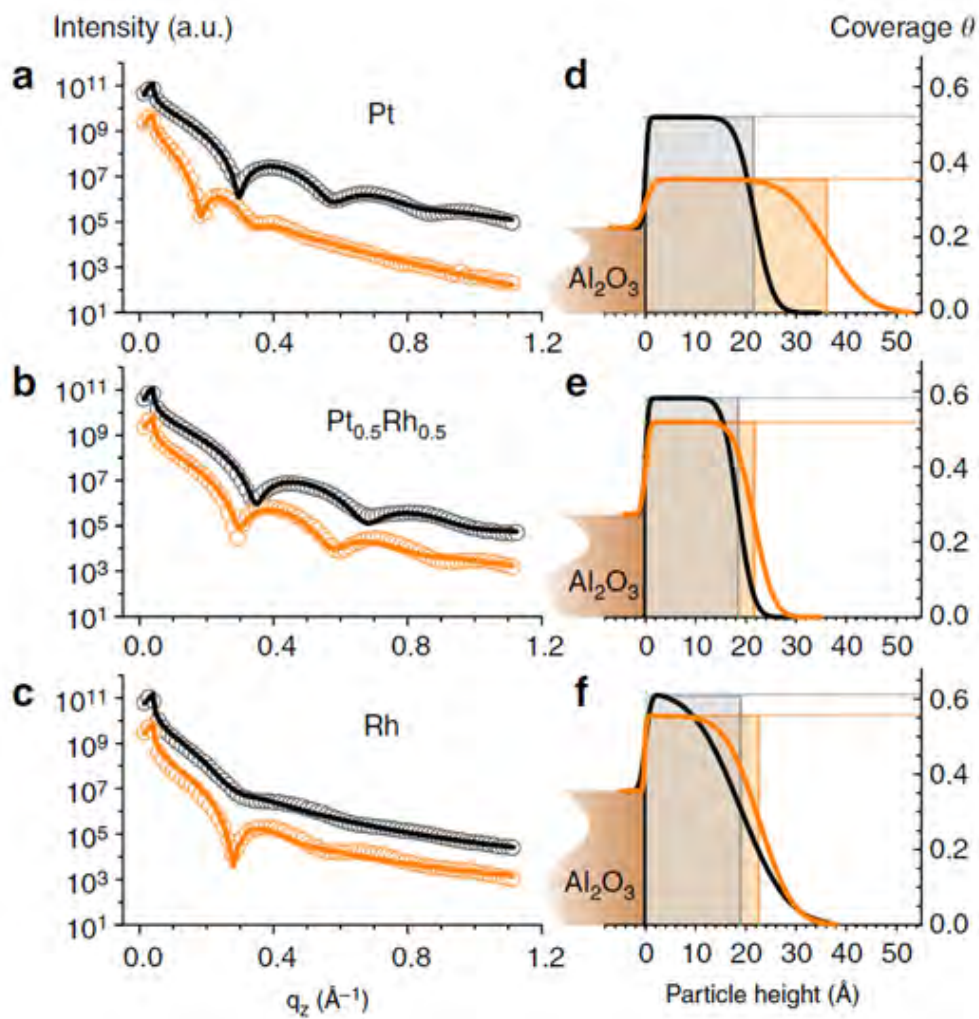 Intensity (a.u.)
Coverage θ
a
Pt
10¹¹
10⁹
10⁷
10⁵
10³
10¹
0.0 0.4 0.8 1.2
d
Al₂O₃
0.6
0.4
0.2
0.0
0 10 20 30 40 50
b
Pt₀.₅Rh₀.₅
10¹¹
10⁹
10⁷
10⁵
10³
10¹
0.0 0.4 0.8 1.2
e
Al₂O₃
0.6
0.4
0.2
0.0
0 10 20 30 40 50
c
Rh
10¹¹
10⁹
10⁷
10⁵
10³
10¹
0.0 0.4 0.8 1.2
q_z (Å⁻¹)
f
Al₂O₃
0.6
0.4
0.2
0.0
0 10 20 30 40 50
Particle height (Å)